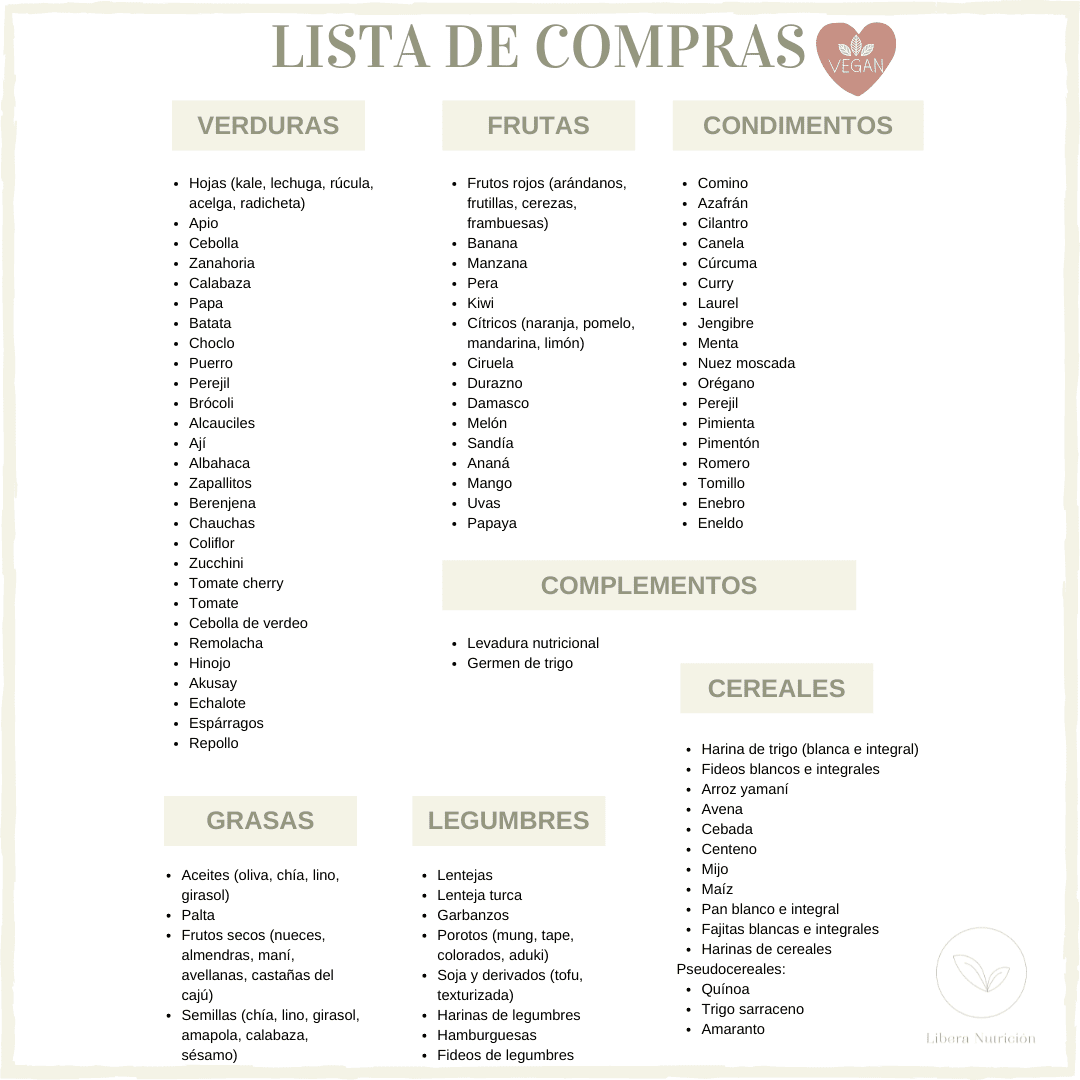 LISTA DE COMPRAS
VEGAN
VERDURAS
• Hojas (kale, lechuga, rúcula,
acelga, radicheta)
• Apio
• Cebolla
• Zanahoria
• Calabaza
• Papa
• Batata
• Choclo
• Puerro
• Perejil
• Brócoli
• Alcauciles
• Ají
• Albahaca
• Zapallitos
• Berenjena
• Chauchas
• Coliflor
• Zucchini
• Tomate cherry
• Tomate
• Cebolla de verdeo
• Remolacha
• Hinojo
• Akusay
• Echalote
• Espárragos
• Repollo
FRUTAS
• Frutos rojos (arándanos,
frutillas, cerezas,
frambuesas)
• Banana
• Manzana
• Pera
• Kiwi
• Cítricos (naranja, pomelo,
mandarina, limón)
• Ciruela
• Durazno
• Damasco
• Melón
• Sandía
• Ananá
• Mango
• Uvas
• Papaya
CONDIMENTOS
• Comino
• Azafrán
• Cilantro
• Canela
• Cúrcuma
• Curry
• Laurel
• Jengibre
• Menta
• Nuez moscada
• Orégano
• Perejil
• Pimienta
• Pimentón
• Romero
• Tomillo
• Enebro
• Eneldo
COMPLEMENTOS
• Levadura nutricional
• Germen de trigo
CEREALES
• Harina de trigo (blanca e integral)
• Fideos blancos e integrales
• Arroz yamaní
• Avena
• Cebada
• Centeno
• Mijo
• Maíz
• Pan blanco e integral
• Fajitas blancas e integrales
• Harinas de cereales
Pseudocereales:
• Quínoa
• Trigo sarraceno
• Amaranto
GRASAS
• Aceites (oliva, chía, lino,
girasol)
• Palta
• Frutos secos (nueces,
almendras, maní,
avellanas, castañas del
cajú)
• Semillas (chía, lino, girasol,
amapola, calabaza,
sésamo)
LEGUMBRES
• Lentejas
• Lenteja turca
• Garbanzos
• Porotos (mung, tape,
colorados, aduki)
• Soja y derivados (tofu,
texturizada)
• Harinas de legumbres
• Hamburguesas
• Fideos de legumbres
Libera Nutrición